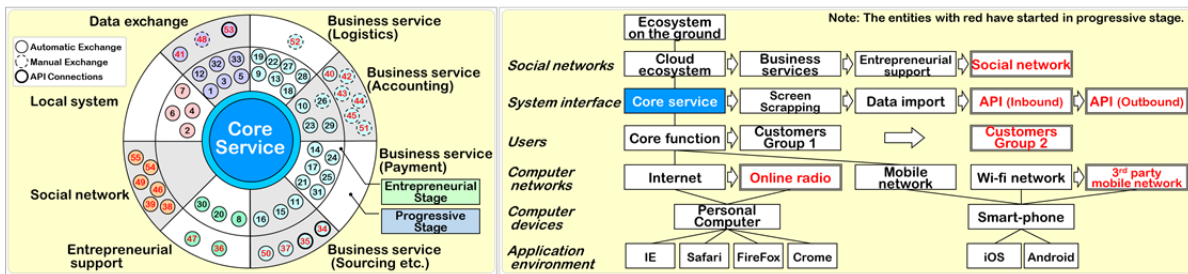 Data exchange
Automatic Exchange
Manual Exchange
API Connections
Local system
Social network
Entrepreneurial
support
Business service
(Logistics)
Business service
(Accounting)
Business service
(Payment)
Entrepreneurial
Stage
Progressive
Stage
Business service
(Sourcing etc.)
Core
Service
41
48
53
52
12
32
33
1
3
5
19
22
27
9
13
28
18
40
42
43
44
45
51
10
26
23
29
7
6
4
2
14
24
17
21
25
31
11
15
16
55
54
49
46
39
38
30
20
8
47
36
50
37
35
34
Note: The entities with red have started in progressive stage.
Ecosystem
on the ground
Social networks
Cloud
ecosystem
Business
services
Entrepreneurial
support
Social network
System interface
Core service
Screen
Scrapping
Data import
API (Inbound)
API (Outbound)
Users
Core function
Customers
Group 1
Customers
Group 2
Computer
networks
Internet
Online radio
Mobile
network
Wi-fi network
3rd party
mobile network
Computer
devices
Personal
Computer
Smart-phone
Application
environment
IE
Safari
FireFox
Crome
iOS
Android